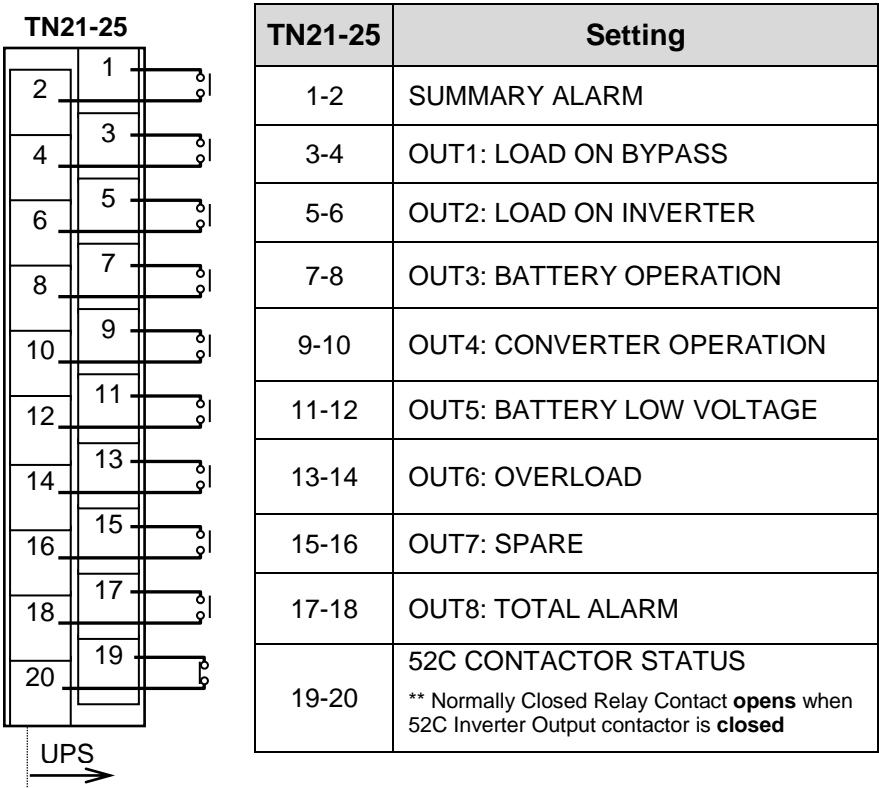 TN21-25
1
2
3
4
5
6
7
8
9
10
11
12
13
14
15
16
17
18
19
20
UPS
TN21-25 Setting
1-2 SUMMARY ALARM
3-4 OUT1: LOAD ON BYPASS
5-6 OUT2: LOAD ON INVERTER
7-8 OUT3: BATTERY OPERATION
9-10 OUT4: CONVERTER OPERATION
11-12 OUT5: BATTERY LOW VOLTAGE
13-14 OUT6: OVERLOAD
15-16 OUT7: SPARE
17-18 OUT8: TOTAL ALARM
19-20 52C CONTACTOR STATUS
** Normally Closed Relay Contact opens when
52C Inverter Output contactor is closed